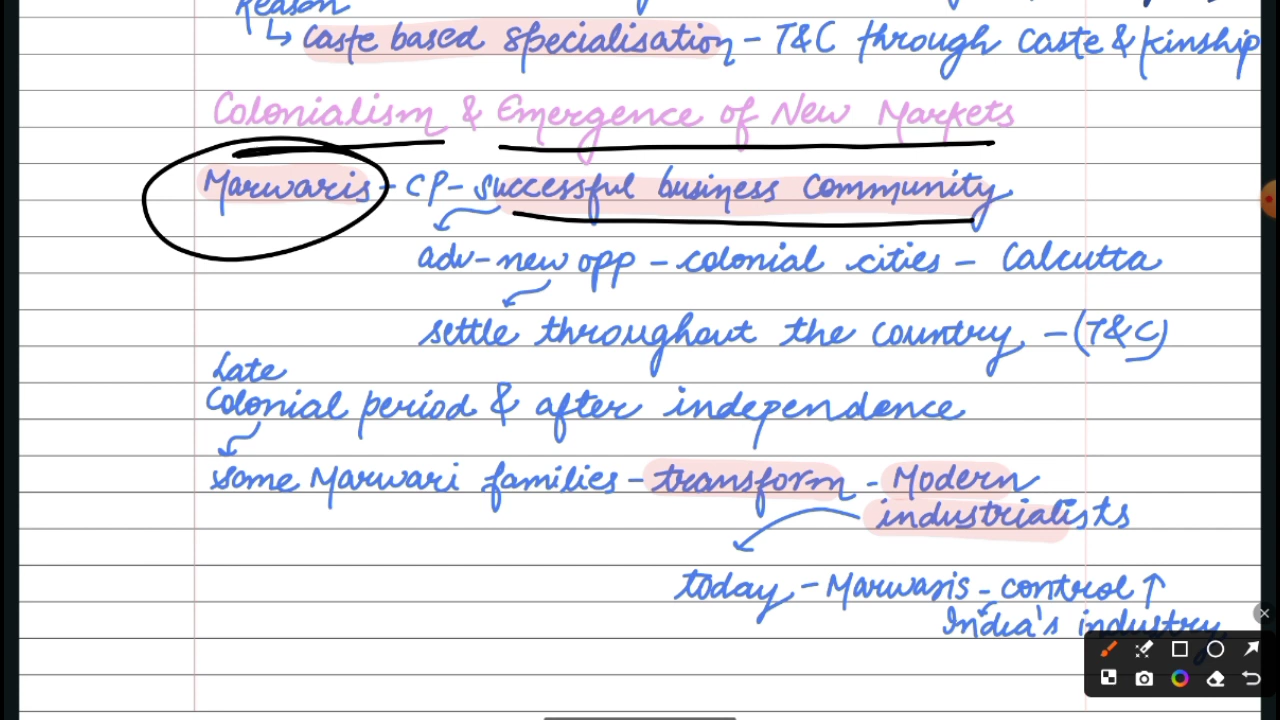 Reason
↳ Caste based specialisation - T&C through caste & kinship
Colonialism & Emergence of New Markets
Marwaris - CP - successful business Community
adv - new opp - colonial cities - Calcutta
settle throughout the country - (T&C)
Late
Colonial period & after independence
some Marwari families - transform - Modern
industrialists
today - Marwaris - control ↑
India's industry